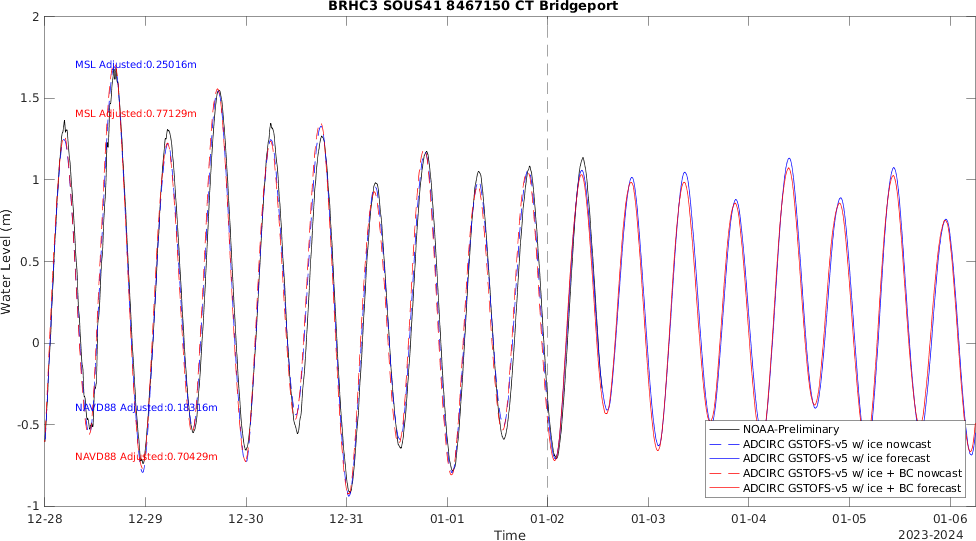 BRHC3 SOUS41 8467150 CT Bridgeport
2
1.5
1
0.5
0
-0.5
-1
Water Level (m)
MSL Adjusted:0.25016m
MSL Adjusted:0.77129m
NAVD88 Adjusted:0.18316m
NAVD88 Adjusted:0.70429m
NOAA-Preliminary
ADCIRC GSTOFS-v5 w/ ice nowcast
ADCIRC GSTOFS-v5 w/ ice forecast
ADCIRC GSTOFS-v5 w/ ice + BC nowcast
ADCIRC GSTOFS-v5 w/ ice + BC forecast
12-28 12-29 12-30 12-31 01-01 01-02 01-03 01-04 01-05 01-06
Time
2023-2024